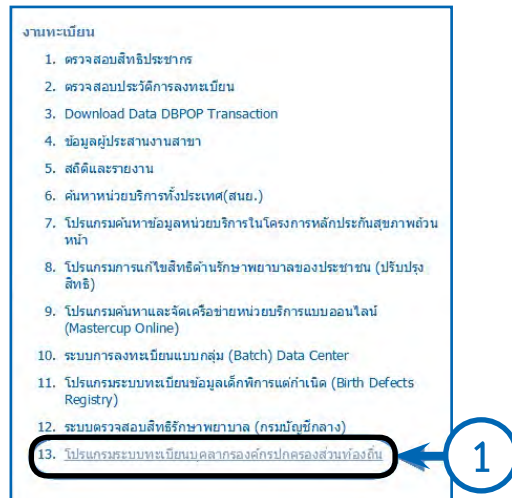 งานทะเบียน
1. ตรวจสอบสิทธิประชากร
2. ตรวจสอบประวัติการลงทะเบียน
3. Download Data DBPOP Transaction
4. ข้อมูลผู้ประสานงานสาขา
5. สถิติและรายงาน
6. ค้นหาหน่วยบริการทั้งประเทศ(สนย.)
7. โปรแกรมค้นหาข้อมูลหน่วยบริการในโครงการหลักประกันสุขภาพถ้วน
หน้า
8. โปรแกรมการแก้ไขสิทธิด้านรักษาพยาบาลของประชาชน (ปรับปรุง
สิทธิ)
9. โปรแกรมค้นหาและจัดเครือข่ายหน่วยบริการแบบออนไลน์
(Mastercup Online)
10. ระบบการลงทะเบียนแบบกลุ่ม (Batch) Data Center
11. โปรแกรมระบบทะเบียนข้อมูลเด็กพิการแต่กำเนิด (Birth Defects
Registry)
12. ระบบตรวจสอบสิทธิรักษาพยาบาล (กรมบัญชีกลาง)
13. โปรแกรมระบบทะเบียนบุคลากรองค์กรปกครองส่วนท้องถิ่น
1